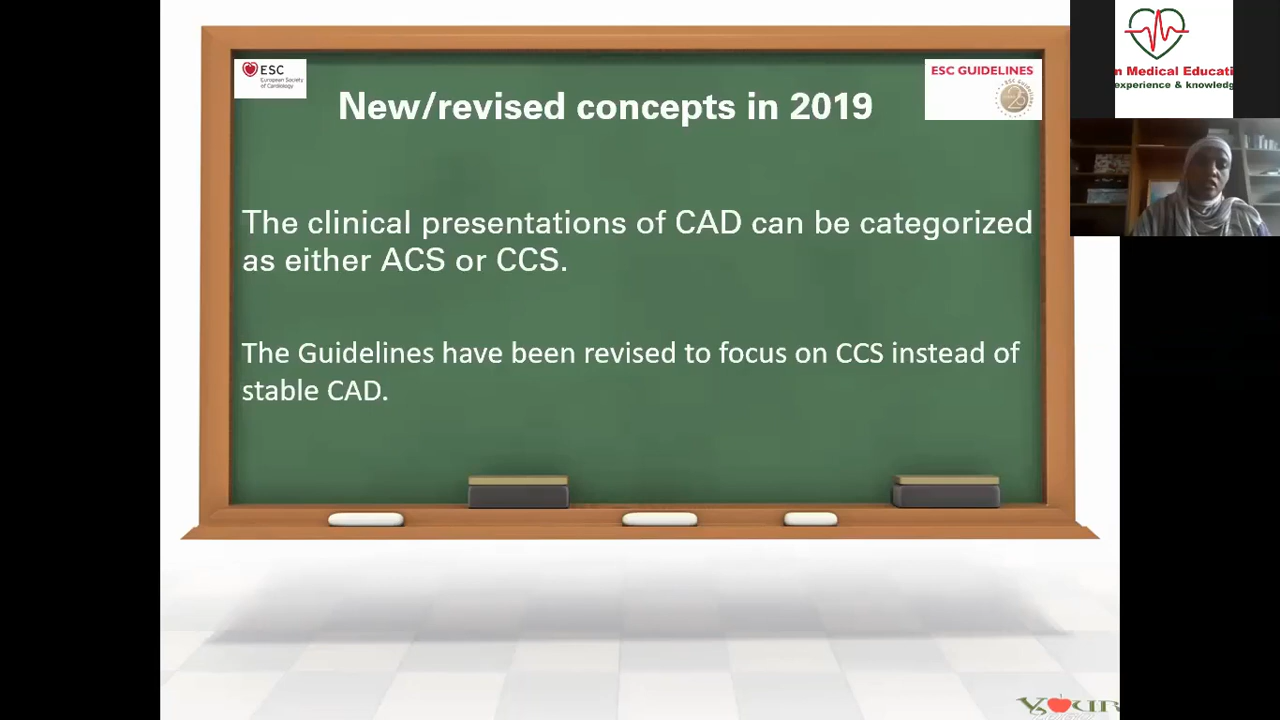 ESC
European Society
of Cardiology
ESC GUIDELINES
New/revised concepts in 2019
The clinical presentations of CAD can be categorized
as either ACS or CCS.
The Guidelines have been revised to focus on CCS instead of
stable CAD.
n Medical Educati
experience & knowledg
YOUR